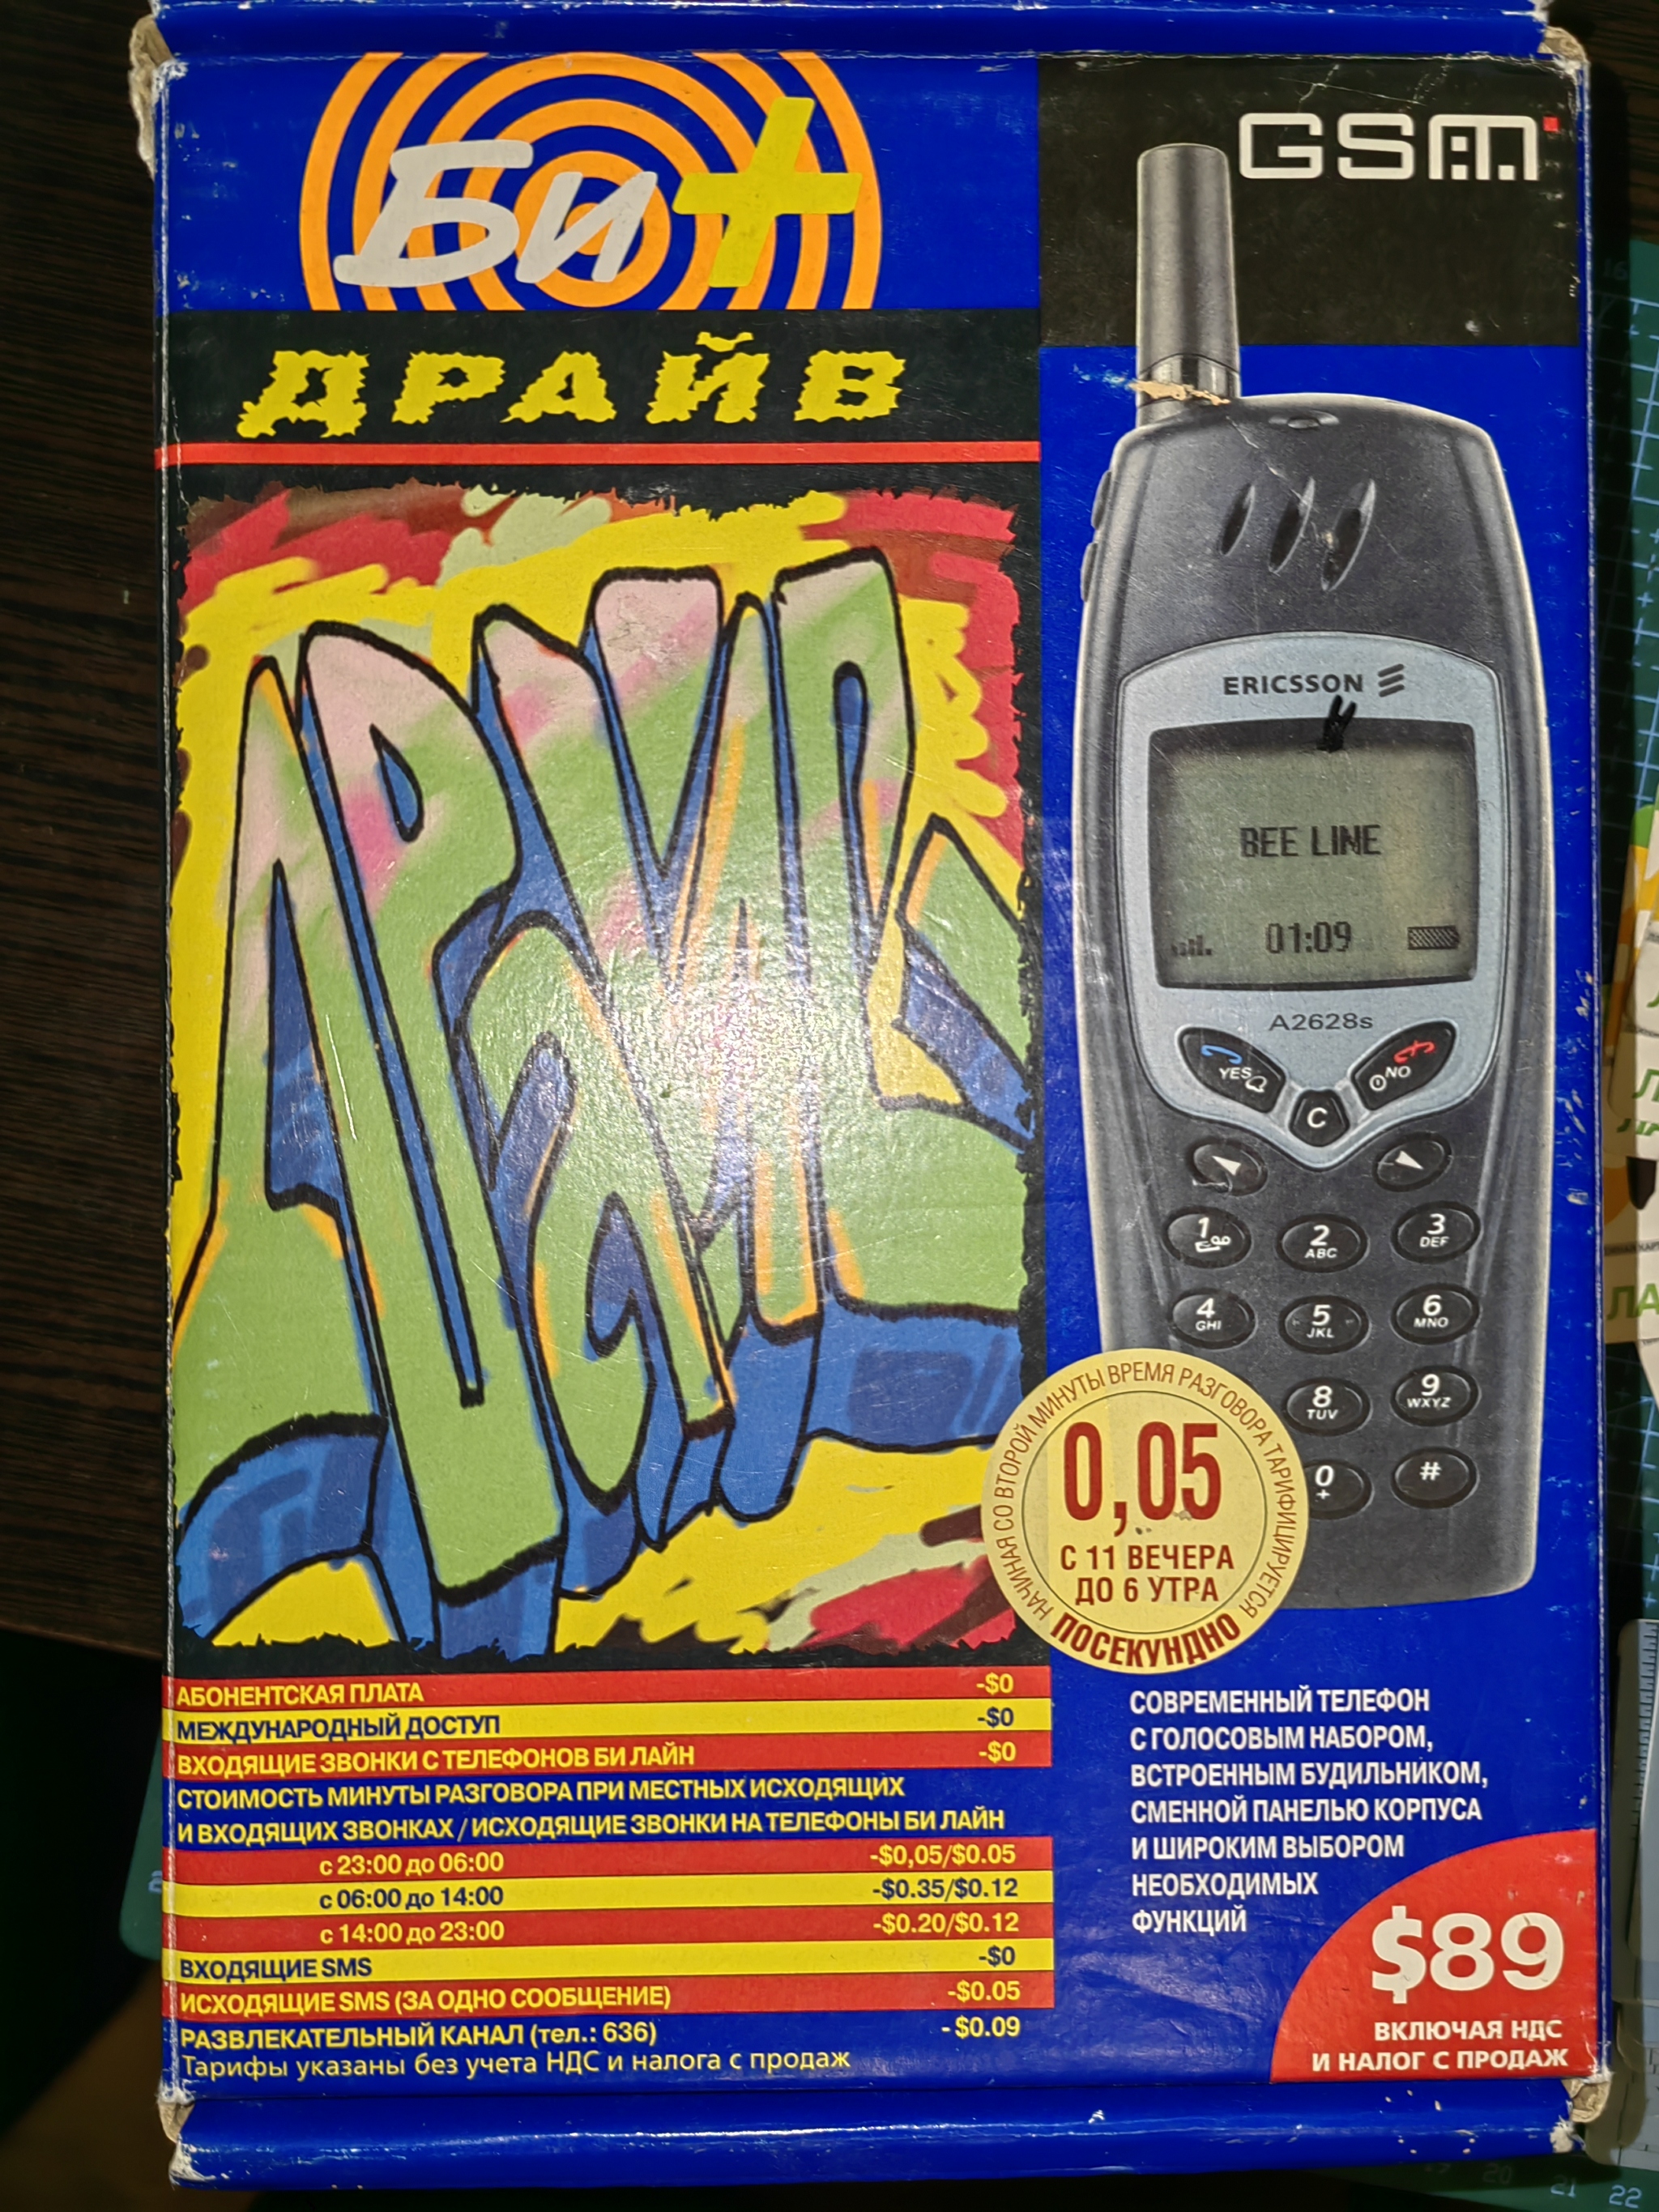 Би+
ДРАЙВ
GSM
ERICSSON
BEE LINE
01:09
A2628s
YES
NO
C
1
2 ABC
3 DEF
4 GHI
5 JKL
6 MNO
8 TUV
9 WXYZ
0 +
#
НАЧИНАЯ СО ВТОРОЙ МИНУТЫ ВРЕМЯ РАЗГОВОРА ТАРИФИЦИРУЕТСЯ
0,05
С 11 ВЕЧЕРА
ДО 6 УТРА
ПОСЕКУНДНО
АБОНЕНТСКАЯ ПЛАТА -$0
МЕЖДУНАРОДНЫЙ ДОСТУП -$0
ВХОДЯЩИЕ ЗВОНКИ С ТЕЛЕФОНОВ БИ ЛАЙН -$0
СТОИМОСТЬ МИНУТЫ РАЗГОВОРА ПРИ МЕСТНЫХ ИСХОДЯЩИХ
И ВХОДЯЩИХ ЗВОНКАХ / ИСХОДЯЩИЕ ЗВОНКИ НА ТЕЛЕФОНЫ БИ ЛАЙН
с 23:00 до 06:00 -$0,05/$0.05
с 06:00 до 14:00 -$0.35/$0.12
с 14:00 до 23:00 -$0.20/$0.12
ВХОДЯЩИЕ SMS -$0
ИСХОДЯЩИЕ SMS (ЗА ОДНО СООБЩЕНИЕ) -$0.05
РАЗВЛЕКАТЕЛЬНЫЙ КАНАЛ (тел.: 636) - $0.09
Тарифы указаны без учета НДС и налога с продаж
СОВРЕМЕННЫЙ ТЕЛЕФОН
С ГОЛОСОВЫМ НАБОРОМ,
ВСТРОЕННЫМ БУДИЛЬНИКОМ,
СМЕННОЙ ПАНЕЛЬЮ КОРПУСА
И ШИРОКИМ ВЫБОРОМ
НЕОБХОДИМЫХ
ФУНКЦИЙ
$89
ВКЛЮЧАЯ НДС
И НАЛОГ С ПРОДАЖ
20
21
22